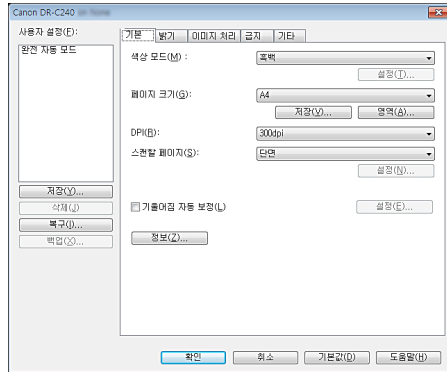 Canon DR-C240
사용자 설정(F):
완전 자동 모드
저장(Y)...
삭제(J)
복구(I)...
백업(X)...
기본 밝기 이미지 처리 급지 기타
색상 모드(M) : 흑백
설정(T)...
페이지 크기(G): A4
저장(V)... 영역(A)...
DPI(R): 300dpi
스캔할 페이지(S): 단면
설정(N)...
기울어짐 자동 보정(L) 설정(E)...
정보(Z)...
확인 취소 기본값(D) 도움말(H)